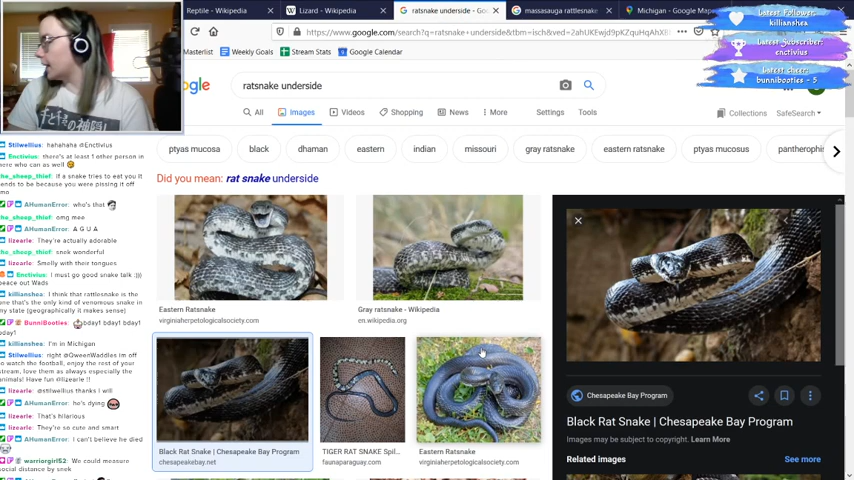 Reptile - Wikipedia
Lizard - Wikipedia
ratsnake underside - Go
massasauga rattlesnake
Michigan - Google Maps
https://www.google.com/search?q=ratsnake+underside&tbm=isch&ved=2ahUKEwjd9
Masterlist
Weekly Goals
Stream Stats
Google Calendar
Latest Follower:
killianshea
Latest Subscriber:
enctivius
Latest cheer:
bunnibooties - 5
ogle
ratsnake underside
All
Images
Videos
Shopping
News
More
Settings
Tools
Collections
SafeSearch
ptyas mucosa
black
dhaman
eastern
indian
missouri
gray ratsnake
eastern ratsnake
ptyas mucosus
pantherophis
Did you mean: rat snake underside
Eastern Ratsnake
virginiaherpetologicalsociety.com
Gray ratsnake - Wikipedia
en.wikipedia.org
Black Rat Snake | Chesapeake Bay Program
chesapeakebay.net
TIGER RAT SNAKE Spil...
faunaparaguay.com
Eastern Ratsnake
virginiaherpetologicalsociety.com
Chesapeake Bay Program
Black Rat Snake | Chesapeake Bay Program
Images may be subject to copyright. Learn More
Related images
See more
Stilwellius: hahahaha @Enctivius
Enctivius: there's at least 1 other person in
here who can as well
he_sheep_thief: If a snake tries to eat you it
ends to be because you were pissing it off
mo
AHumanError: who's that
he_sheep_thief: omg mee
AHumanError: A G U A
lizearle: They're actually adorable
he_sheep_thief: snek wonderful
lizearle: Smelly with their tongues
Enctivius: I must go good snake talk :)))
peace out Wads
killianshea: I think that rattlesnake is the
one that's the only kind of veromous snake in
my state (geographically it makes sense)
BunniBooties: bday! bday! bday!
bday!
killianshea: I'm in Michigan
Stilwellius: right @QweenWaddles im off
to watch the football, enjoy the rest of your
stream, love them as always especially the
animals! Have fun @lizearle !!
lizearle: @stilwellius thanks I will
AHumanError: he's dying
lizearle: That's hilarious
lizearle: They're so cute and smart
AHumanError: I can't believe he died
warriorgirl52: We could measure
social distance by snek